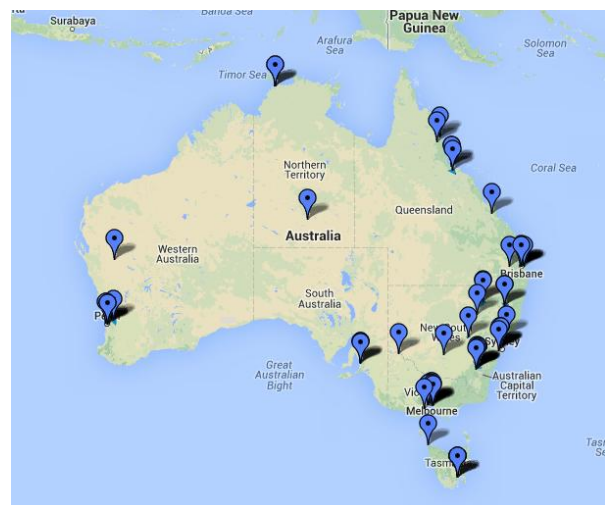 Surabaya
Banda Sea
Papua New
Guinea
Arafura
Sea
Solomon
Sea
Timor Sea
Northern
Territory
Coral Sea
Queensland
Australia
Western
Australia
Brisbane
South
Australia
Great
Australian
Bight
Australian
Capital
Territory
Melbourne